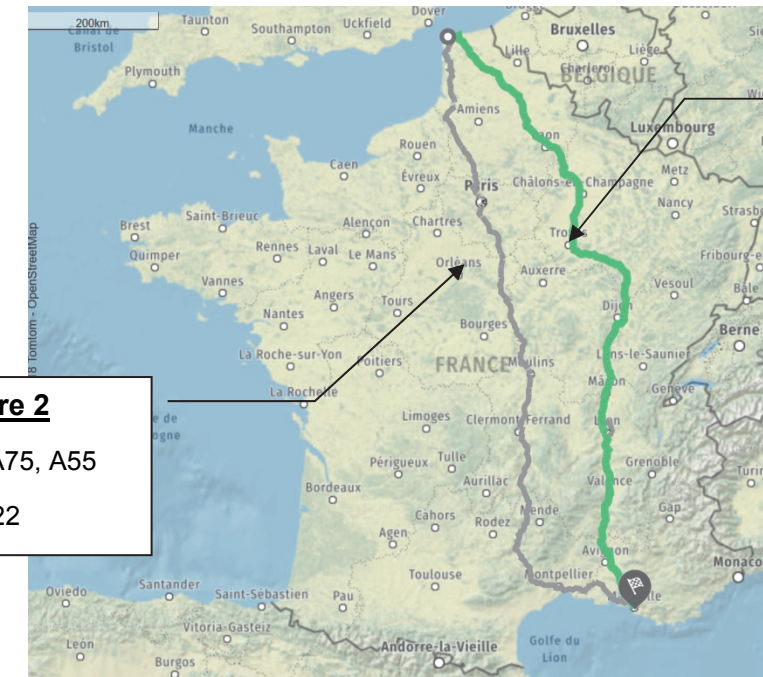 Dover
200km
Taunton
Southampton
Uckfield
Bruxelles
Canal de
Bristol
Lille
Liège
Charleroi
BELGIQUE
Plymouth
Amiens
Manche
Luxembourg
Rouen
Laon
Caen
Évreux
Paris
Châlons-en-Champagne
Metz
Nancy
Brest
Saint-Brieuc
Alençon
Chartres
Quimper
Rennes
Laval
Le Mans
Orléans
Auxerre
Vannes
Angers
Tours
Vesoul
Bâle
Nantes
Bourges
Dijon
Berne
La Roche-sur-Yon
Poitiers
FRANCE
Moulins
Lons-le-Saunier
Mâcon
Genève
La Rochelle
re 2
A75, A55
22
Limoges
Clermont-Ferrand
Lyon
Périgueux
Tulle
Grenoble
Aurillac
Valence
Bordeaux
Cahors
Rodez
Mende
Gap
Agen
Avignon
Toulouse
Montpellier
Monaco
Oviedo
Santander
Saint-Sébastien
Pau
Vitoria-Gasteiz
León
Burgos
Andorre-la-Vieille
Golfe du
Lion
Tomtom - OpenStreetMap